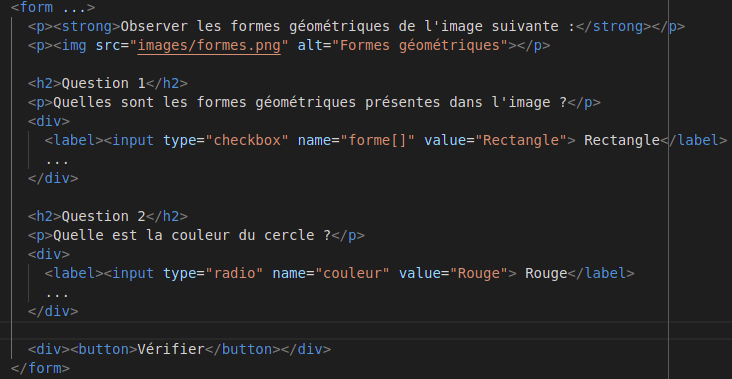 <form ...>
<p><strong>Observer les formes géométriques de l'image suivante :</strong></p>
<p><img src="images/formes.png" alt="Formes géométriques"></p>
<h2>Question 1</h2>
<p>Quelles sont les formes géométriques présentes dans l'image ?</p>
<div>
<label><input type="checkbox" name="forme[]" value="Rectangle"> Rectangle</label>
...
</div>
<h2>Question 2</h2>
<p>Quelle est la couleur du cercle ?</p>
<div>
<label><input type="radio" name="couleur" value="Rouge"> Rouge</label>
...
</div>
<div><button>Vérifier</button></div>
</form>